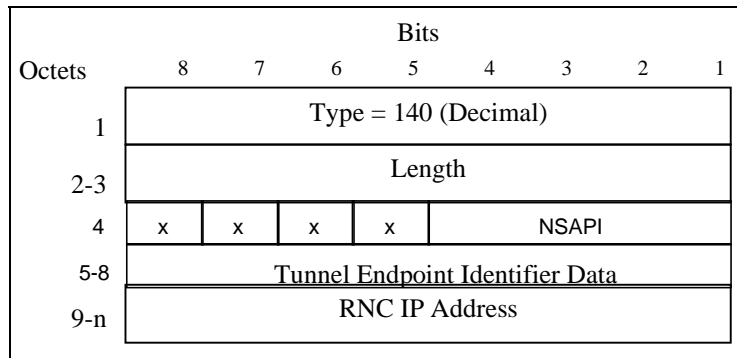 Bits
Octets 8 7 6 5 4 3 2 1
1 Type = 140 (Decimal)
2-3 Length
4 x x x x NSAPI
5-8 Tunnel Endpoint Identifier Data
9-n RNC IP Address